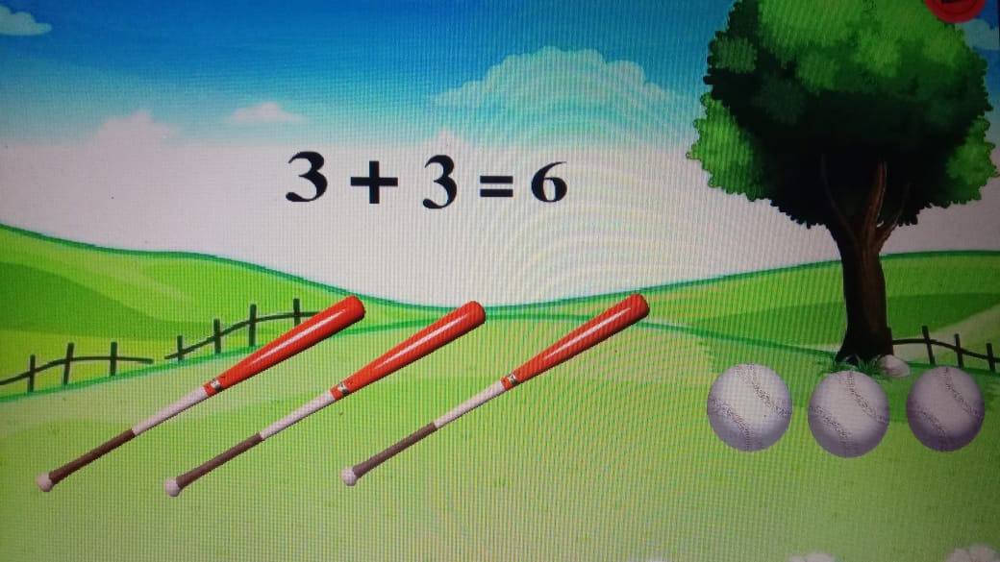 3 + 3 = 6